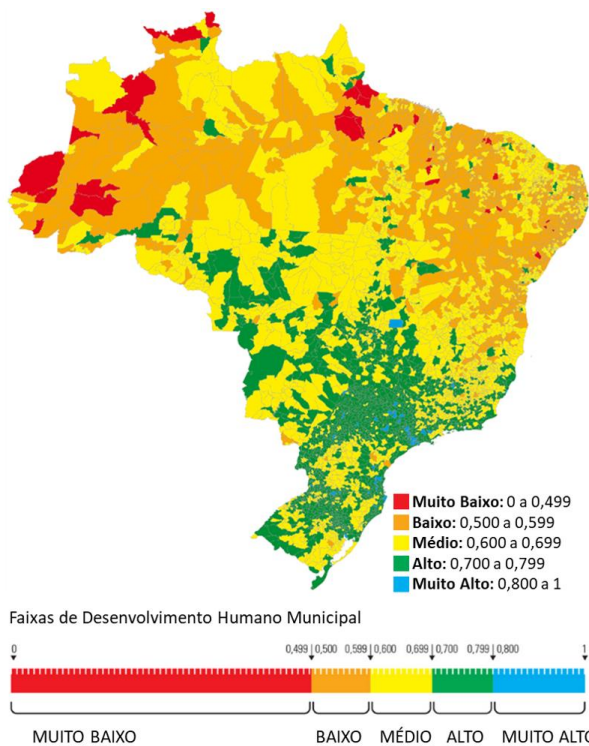 Muito Baixo: 0 a 0,499
Baixo: 0,500 a 0,599
Médio: 0,600 a 0,699
Alto: 0,700 a 0,799
Muito Alto: 0,800 a 1
Faixas de Desenvolvimento Humano Municipal
0 0,499 0,500 0,599 0,600 0,699 0,700 0,799 0,800 1
MUITO BAIXO BAIXO MÉDIO ALTO MUITO ALTO